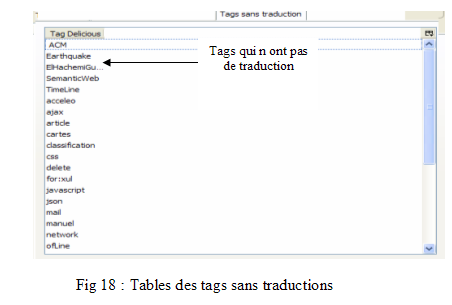 Tags sans traduction
Tag Delicious
ACM
Earthquake
ElHachemiGu...
SemanticWeb
TimeLine
acceleo
ajax
article
cartes
classification
css
delete
for:xul
javascript
json
mail
manuel
network
ofLine
Tags qui n ont pas
de traduction
Fig 18 : Tables des tags sans traductions